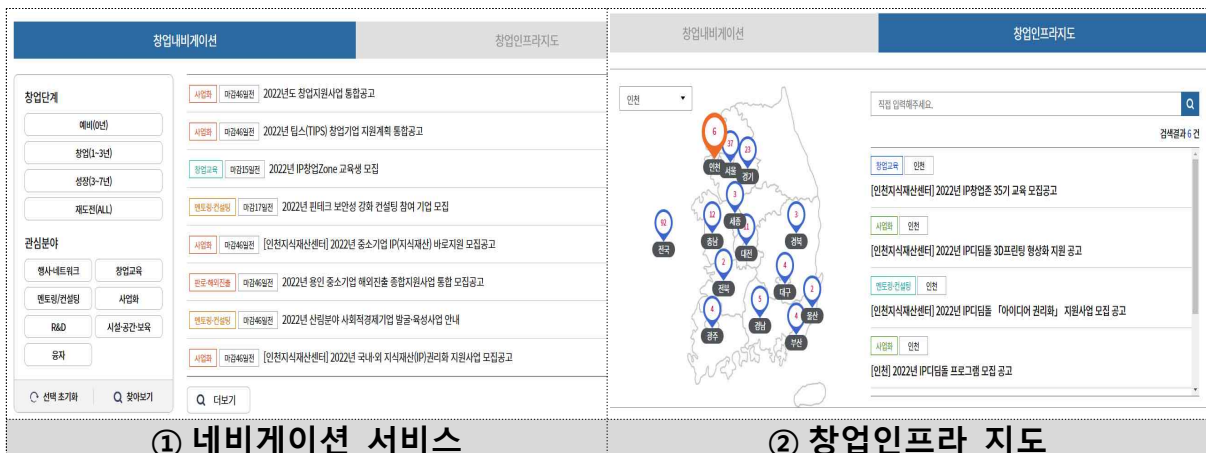 창업내비게이션
창업인프라지도
창업단계
예비(0년)
창업(1~3년)
성장(3~7년)
재도전(ALL)
관심분야
행사·네트워크
창업교육
멘토링/컨설팅
사업화
R&D
시설·공간·보육
융자
선택 초기화
찾아보기
사업화 마감46일전 2022년도 창업지원사업 통합공고
사업화 마감46일전 2022년 팁스(TIPS) 창업기업 지원계획 통합공고
창업교육 마감15일전 2022년 IP창업Zone 교육생 모집
멘토링·컨설팅 마감17일전 2022년 핀테크 보안성 강화 컨설팅 참여 기업 모집
사업화 마감46일전 [인천지식재산센터] 2022년 중소기업 IP(지식재산) 바로지원 모집공고
판로·해외진출 마감46일전 2022년 용인 중소기업 해외진출 종합지원사업 통합 모집공고
멘토링·컨설팅 마감46일전 2022년 산림분야 사회적경제기업 발굴·육성사업 안내
사업화 마감46일전 [인천지식재산센터] 2022년 국내·외 지식재산(IP)권리화 지원사업 모집공고
더보기
① 네비게이션 서비스
창업내비게이션
창업인프라지도
인천
6
인천
37
서울
23
경기
3
세종
92
전국
12
충남
11
대전
3
경북
2
전북
4
대구
2
울산
4
광주
5
경남
4
부산
직접 입력해주세요.
검색결과 6 건
창업교육 인천
[인천지식재산센터] 2022년 IP창업존 35기 교육 모집공고
사업화 인천
[인천지식재산센터] 2022년 IP디딤돌 3D프린팅 형상화 지원 공고
멘토링·컨설팅 인천
[인천지식재산센터] 2022년 IP디딤돌 「아이디어 권리화」 지원사업 모집 공고
사업화 인천
[인천] 2022년 IP디딤돌 프로그램 모집 공고
② 창업인프라 지도